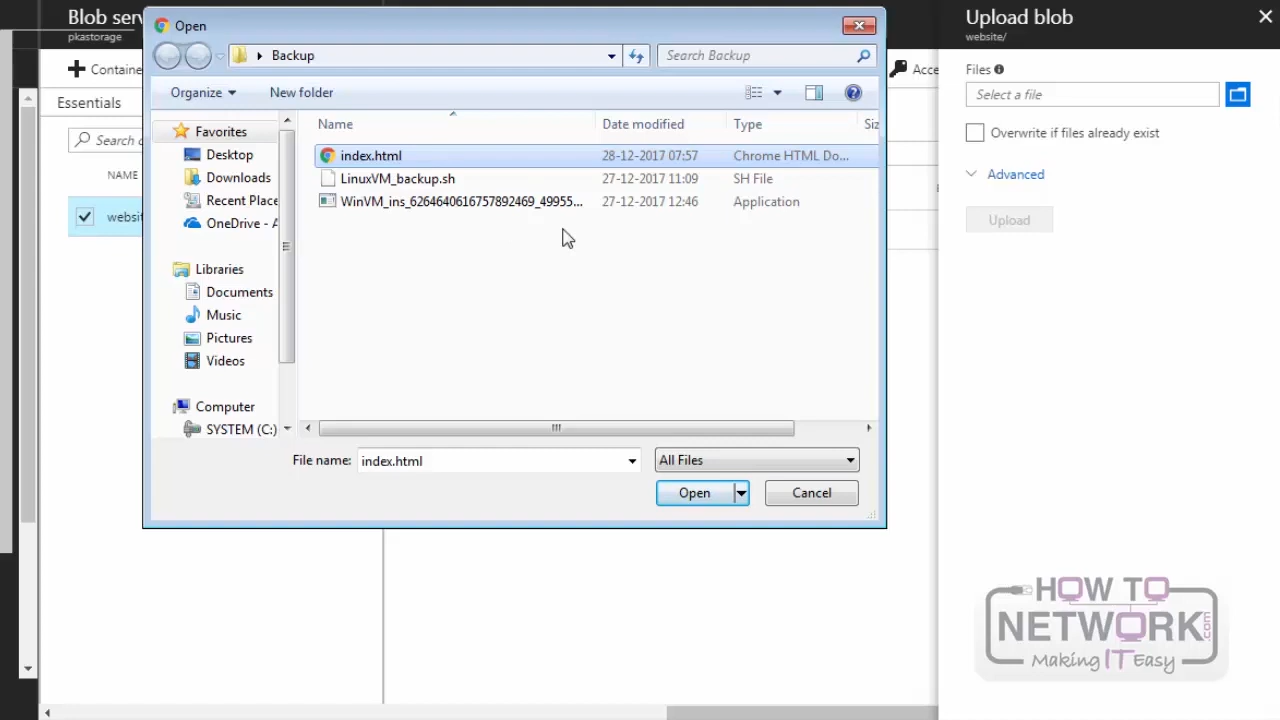 Blob serv
pkastorage
Containe
Essentials
Search c
NAME
websit
Open
Backup
Search Backup
Organize
New folder
Name
Date modified
Type
Siz
Favorites
Desktop
Downloads
Recent Place
OneDrive - A
Libraries
Documents
Music
Pictures
Videos
Computer
SYSTEM (C:)
index.html
28-12-2017 07:57
Chrome HTML Do...
LinuxVM_backup.sh
27-12-2017 11:09
SH File
WinVM_ins_6264640616757892469_49955...
27-12-2017 12:46
Application
File name:
index.html
All Files
Open
Cancel
Acce
Upload blob
website/
Files
Select a file
Overwrite if files already exist
Advanced
Upload
HOW TO
NETWORK.com
Making IT Easy